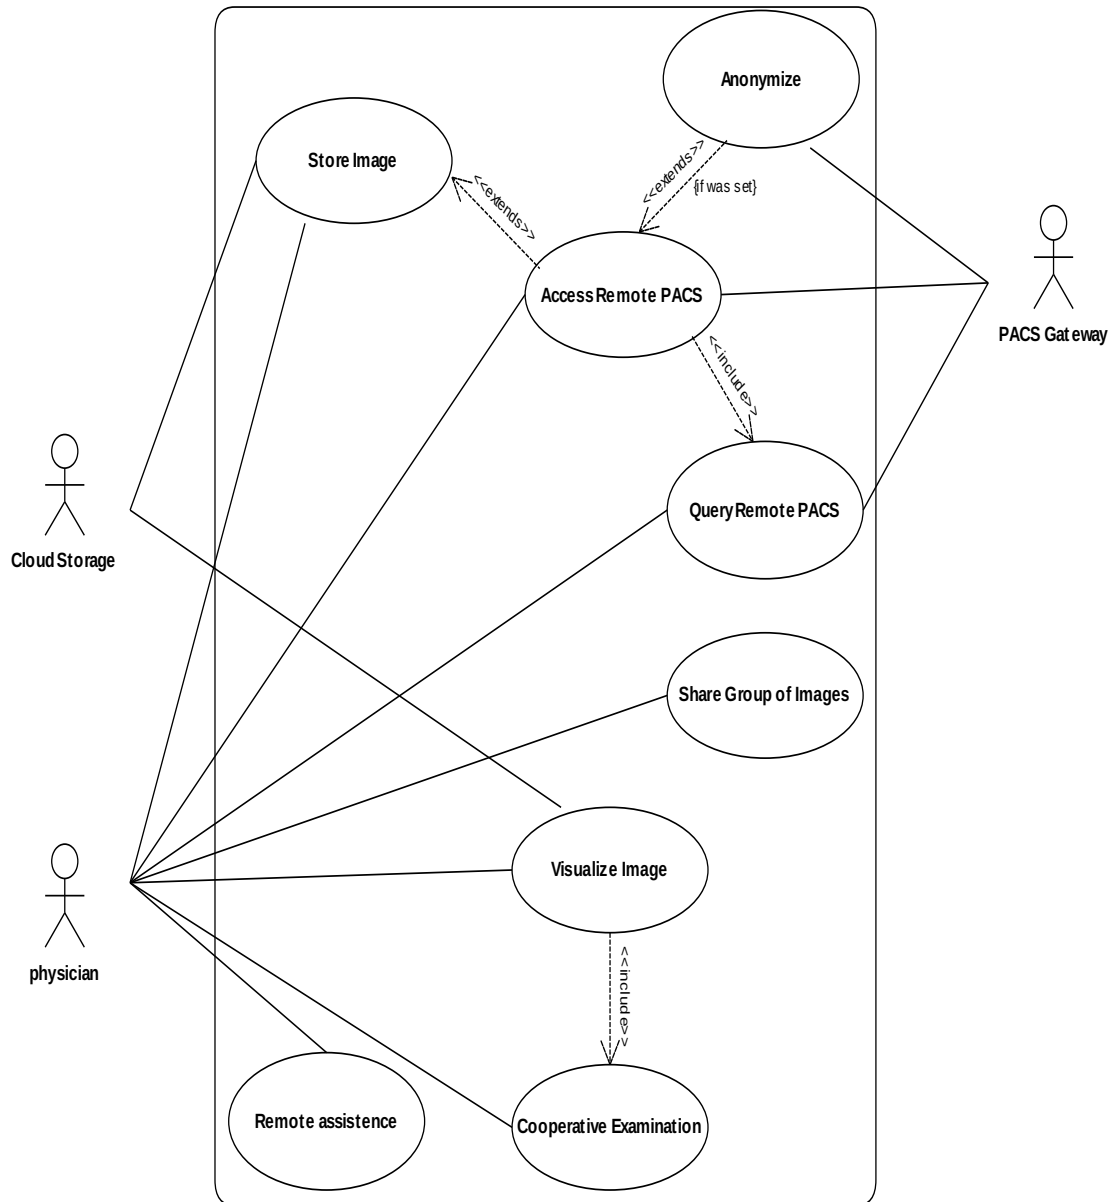 Anonymize
Store Image
<<extends>>
<<extends>>
{if was set}
Access Remote PACS
PACS Gateway
<<include>>
Cloud Storage
Query Remote PACS
Share Group of Images
Visualize Image
physician
<<include>>
Remote assistence
Cooperative Examination